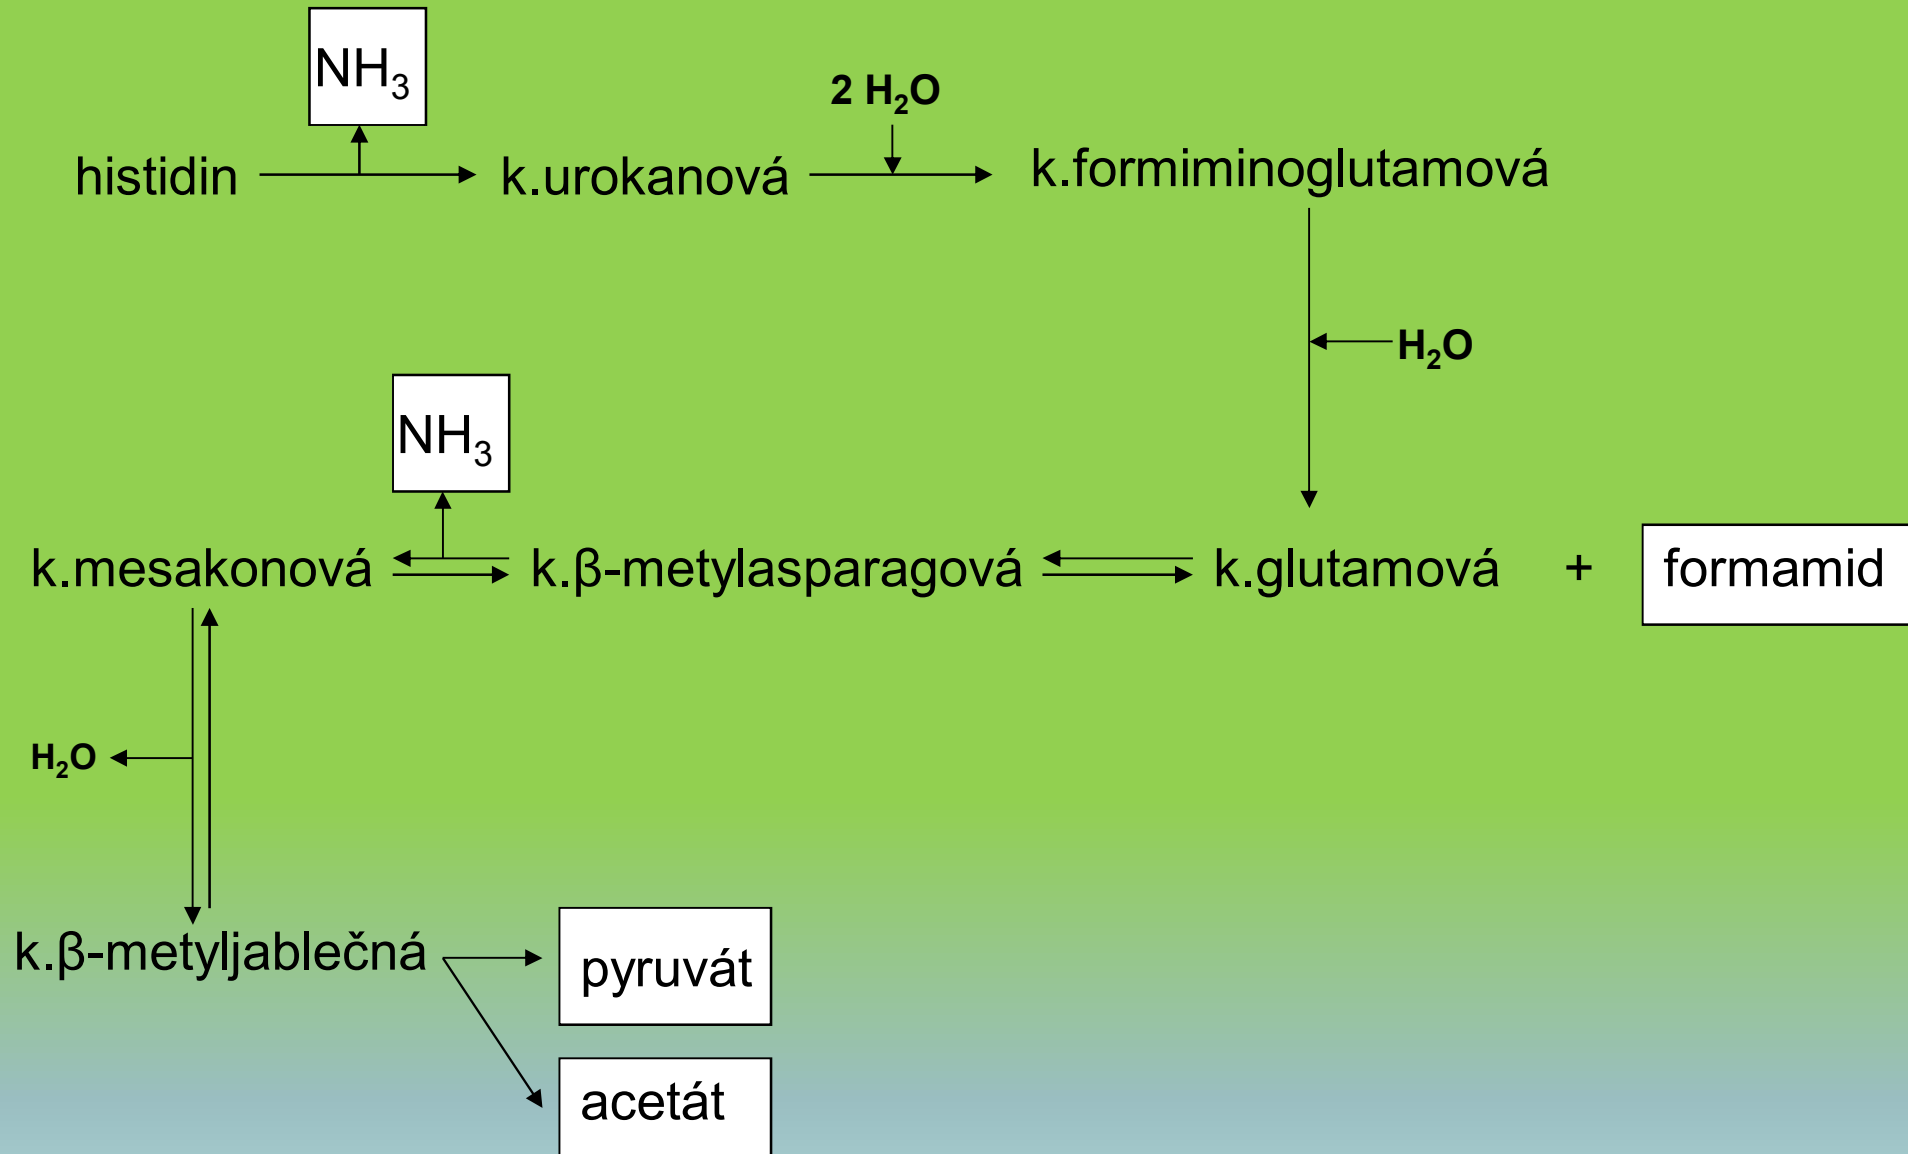 NH₃
2 H₂O
histidin
k.urokanová
k.formiminoglutamová
H₂O
NH₃
k.mesakonová
k.β-metylasparagová
k.glutamová
+
formamid
H₂O
k.β-metyljablečná
pyruvát
acetát